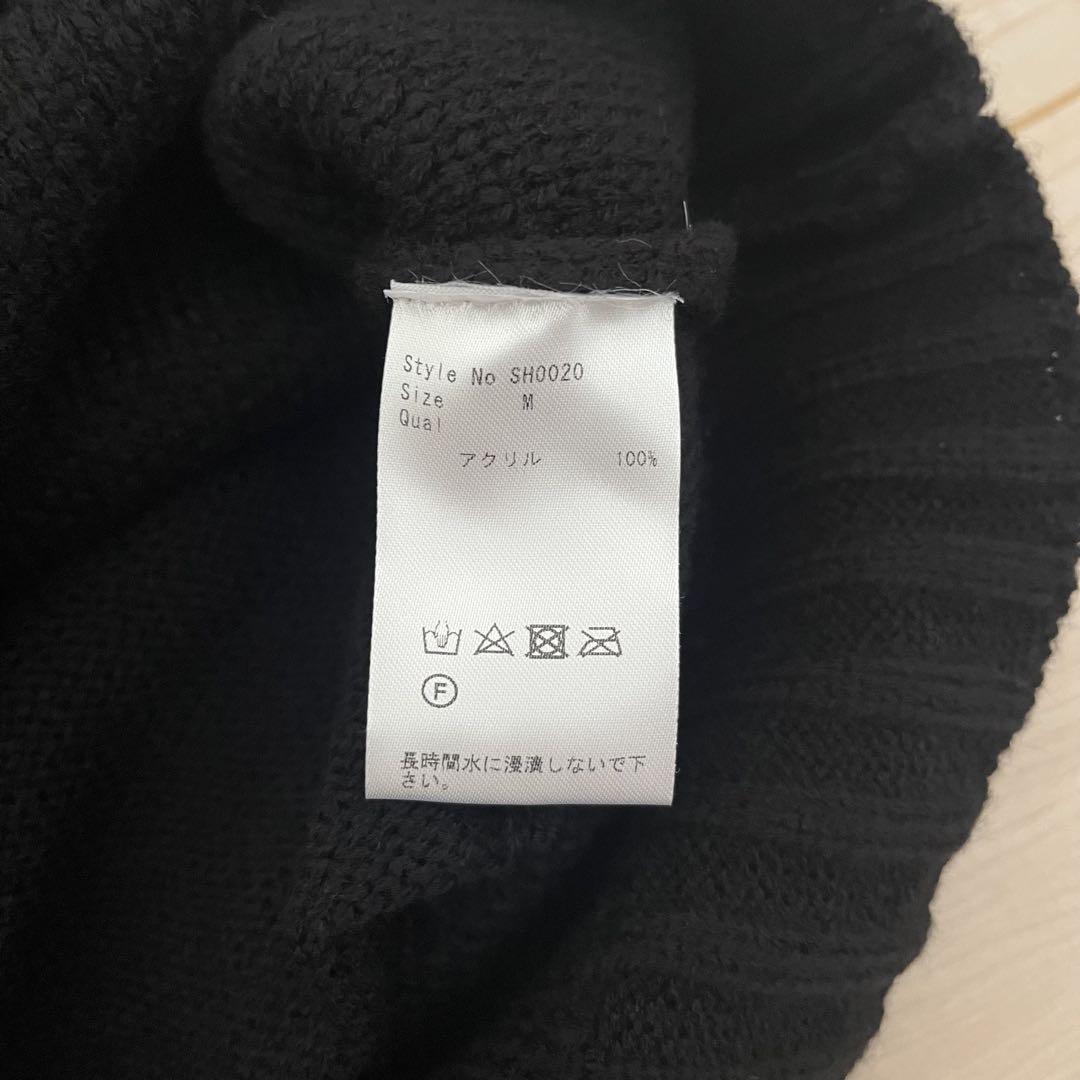 Style No SH0020
Size M
Qual
アクリル 100%
F
長時間水に浸漬しないで下
さい。